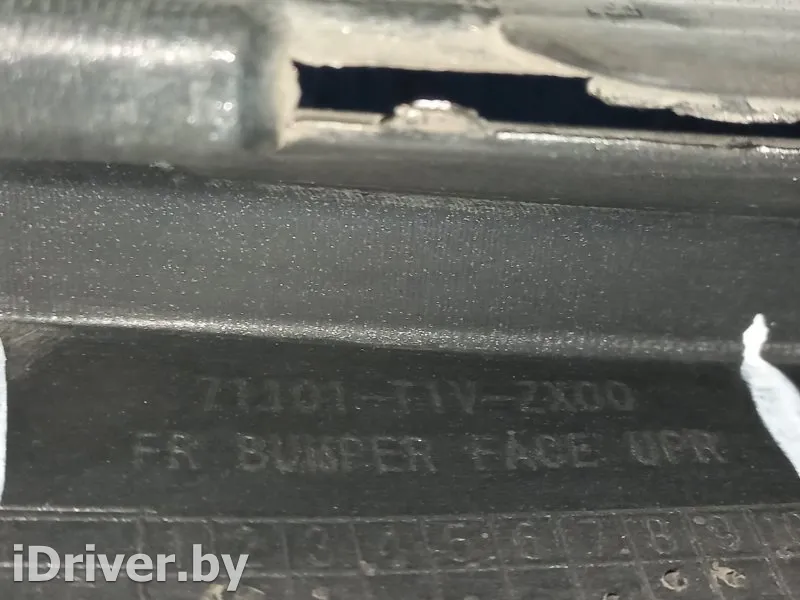 71101-T1V-ZX00
FR BUMPER FACE UPR
1 2 3 4 5 6 7 8 9
iDriver.by